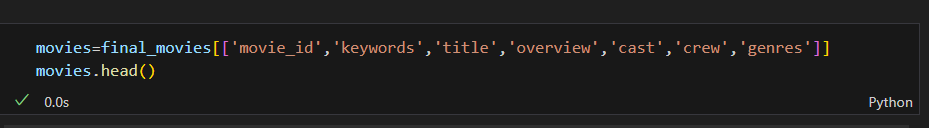 movies=final_movies[['movie_id','keywords','title','overview','cast','crew','genres']]
movies.head()
✓ 0.0s
Python